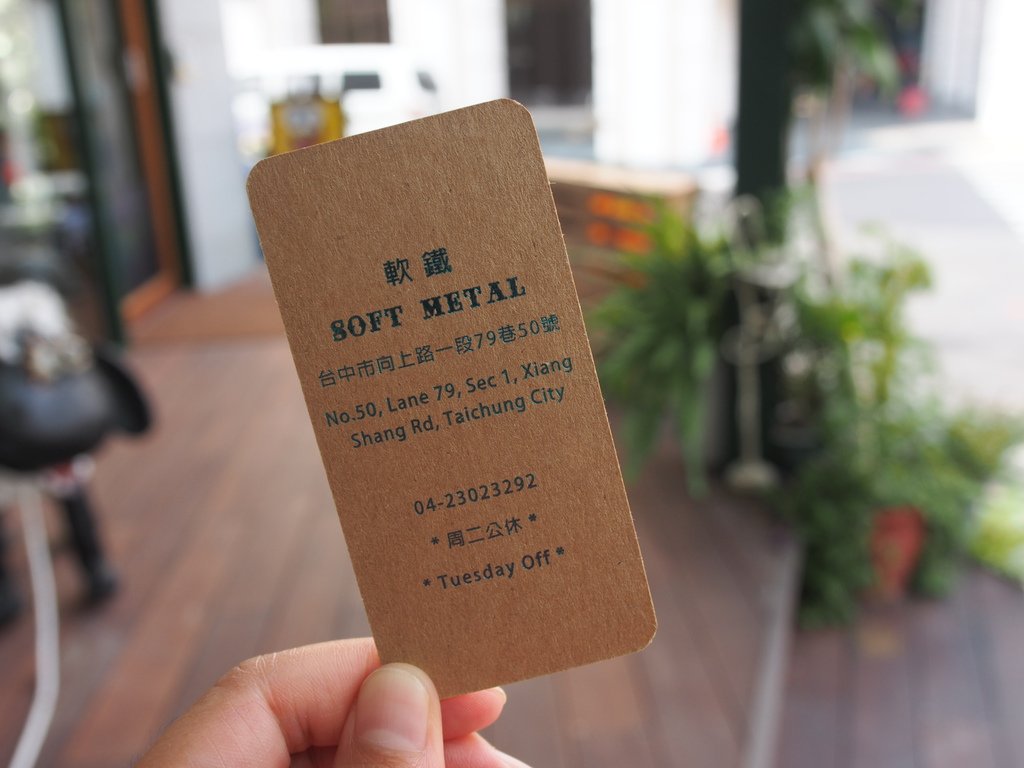 軟鐵
SOFT METAL
台中市向上路一段79巷50號
No.50, Lane 79, Sec 1, Xiang
Shang Rd, Taichung City
04-23023292
* 周二公休 *
* Tuesday Off *